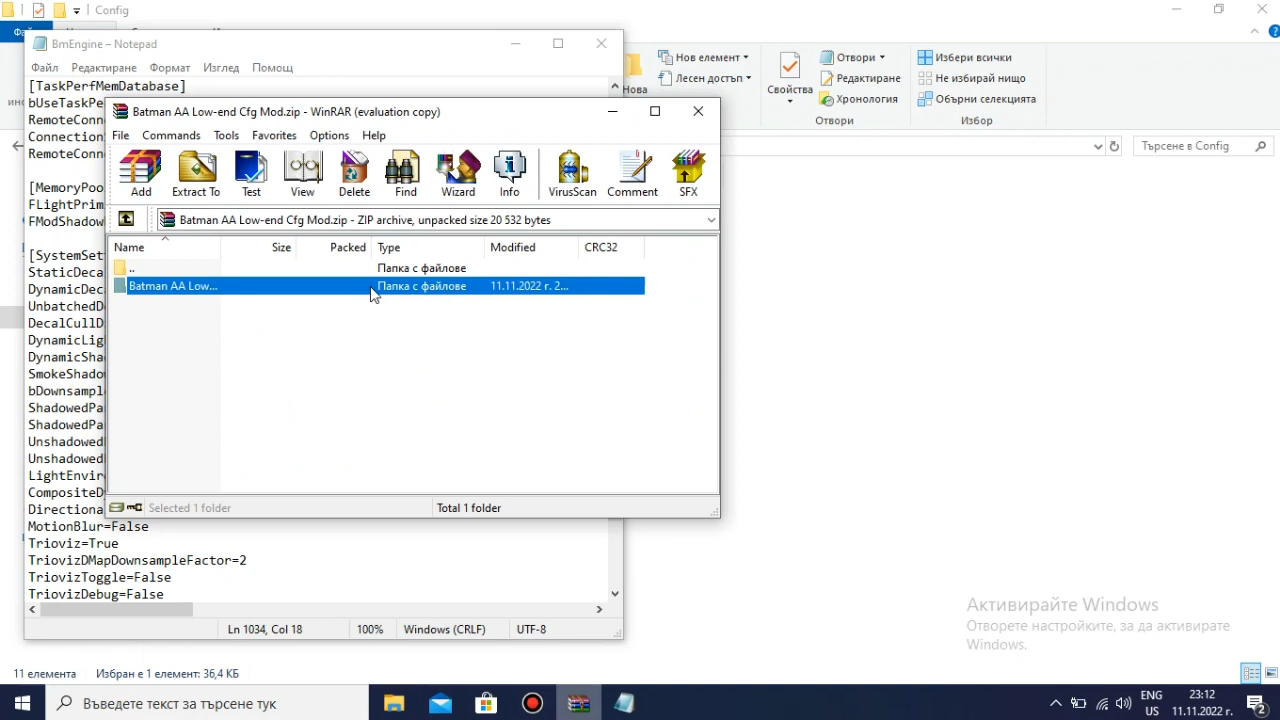 Config
BmEngine – Notepad
Файл Редактиране Формат Изглед Помощ
[TaskPerfMemDatabase]
bUseTaskPe
RemoteConn
Connection
RemoteConn
[MemoryPoo
FLightPrim
FModShadow
[SystemSet
StaticDeca
DynamicDec
UnbatchedD
DecalCullD
DynamicLig
DynamicSha
SmokeShado
bDownsampl
ShadowedPa
ShadowedPa
Unshadowed
Unshadowed
LightEnvir
CompositeD
Directiona
MotionBlur=False
Trioviz=True
TriovizDMapDownsampleFactor=2
TriovizToggle=False
TriovizDebug=False
Ln 1034, Col 18 100% Windows (CRLF) UTF-8
Batman AA Low-end Cfg Mod.zip - WinRAR (evaluation copy)
File Commands Tools Favorites Options Help
Add Extract To Test View Delete Find Wizard Info VirusScan Comment SFX
Batman AA Low-end Cfg Mod.zip - ZIP archive, unpacked size 20 532 bytes
Name Size Packed Type Modified CRC32
.. Папка с файлове
Batman AA Low... Папка с файлове 11.11.2022 г. 2...
Selected 1 folder Total 1 folder
Нова
Нов елемент
Лесен достъп
Свойства
Отвори
Редактиране
Хронология
Отвори
Избери всички
Не избирай нищо
Обърни селекцията
Избор
Търсене в Config
Активирайте Windows
Отворете настройките, за да активирате
Windows.
11 елемента Избран е 1 елемент: 36,4 КБ
Въведете текст за търсене тук
ENG
US
23:12
11.11.2022 г.
2